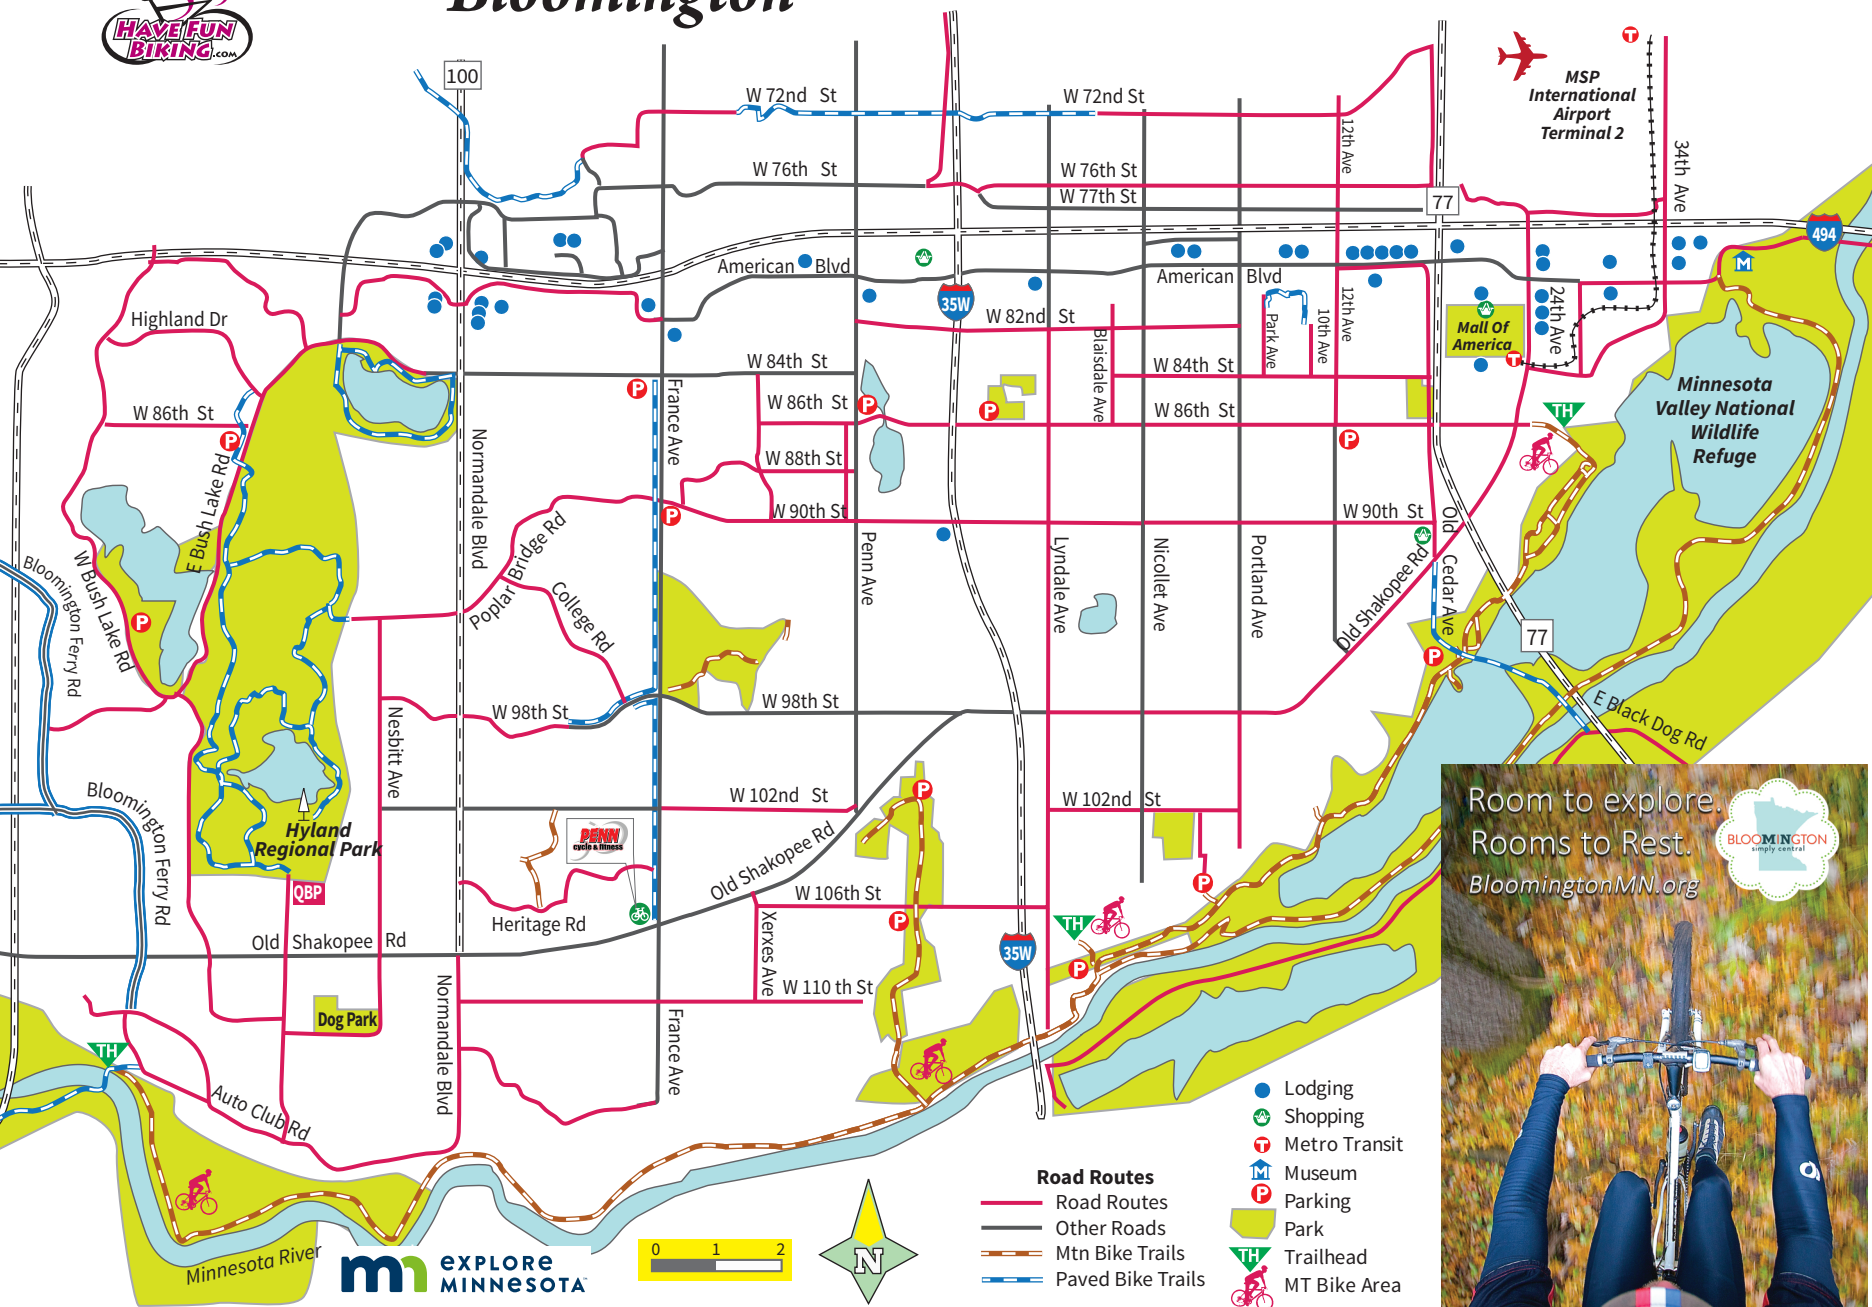 Bloomington
HAVE FUN
BIKING.COM
100
W 72nd St
W 72nd St
12th Ave
MSP
International
Airport
Terminal 2
34th Ave
W 76th St
W 76th St
W 77th St
77
494
American Blvd
American Blvd
M
35W
Highland Dr
W 82nd St
Blaisdale Ave
Park Ave
10th Ave
12th Ave
24th Ave
Mall Of
America
T
T
W 84th St
W 84th St
W 86th St
W 86th St
W 86th St
P
P
P
P
P
France Ave
Normandale Blvd
TH
Minnesota
Valley National
Wildlife
Refuge
W 88th St
W 90th St
W 90th St
P
E Bush Lake Rd
W Bush Lake Rd
P
Bloomington Ferry Rd
Poplar Bridge Rd
College Rd
Penn Ave
Lyndale Ave
Nicollet Ave
Portland Ave
Old Shakopee Rd
Old Cedar Ave
P
77
E Black Dog Rd
W 98th St
W 98th St
Nesbitt Ave
Bloomington Ferry Rd
Hyland
Regional Park
QBP
W 102nd St
W 102nd St
P
PENN
cycle & fitness
Old Shakopee Rd
Heritage Rd
W 106th St
P
P
TH
P
35W
Old Shakopee Rd
Xerxes Ave
W 110 th St
Dog Park
Normandale Blvd
France Ave
TH
Auto Club Rd
Minnesota River
mn EXPLORE
MINNESOTA
0 1 2
N
Road Routes
Road Routes
Other Roads
Mtn Bike Trails
Paved Bike Trails
Lodging
Shopping
T Metro Transit
M Museum
P Parking
Park
TH Trailhead
MT Bike Area
Room to explore.
Rooms to Rest.
BloomingtonMN.org
BLOOMINGTON
simply central